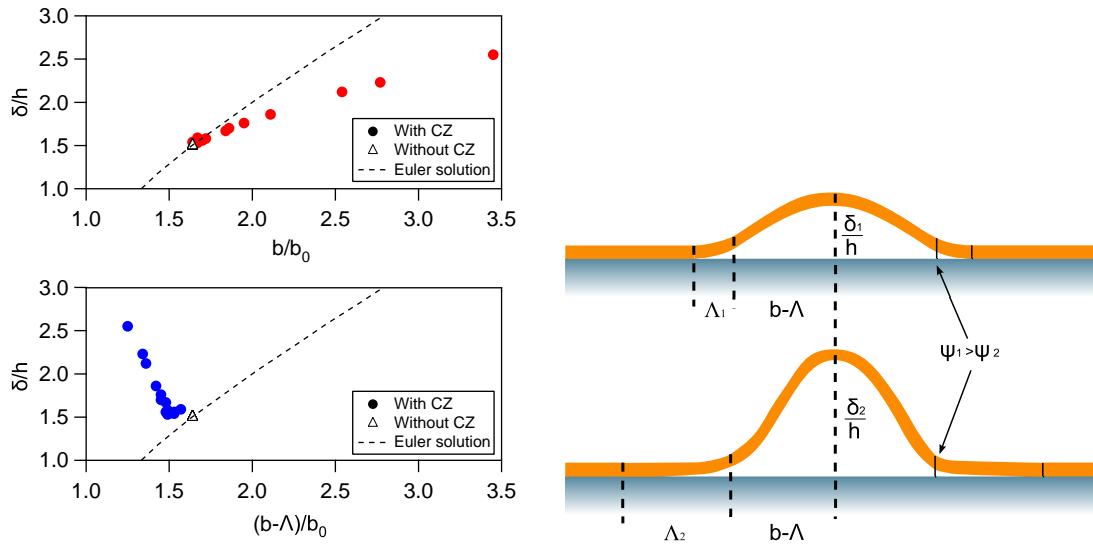 3.0
2.5
2.0
1.5
1.0
δ/h
With CZ
Without CZ
Euler solution
1.0 1.5 2.0 2.5 3.0 3.5
b/b0
3.0
2.5
2.0
1.5
1.0
δ/h
With CZ
Without CZ
Euler solution
1.0 1.5 2.0 2.5 3.0 3.5
(b-Λ)/b0
δ1
h
Λ1 b-Λ
ψ1>ψ2
δ2
h
Λ2 b-Λ